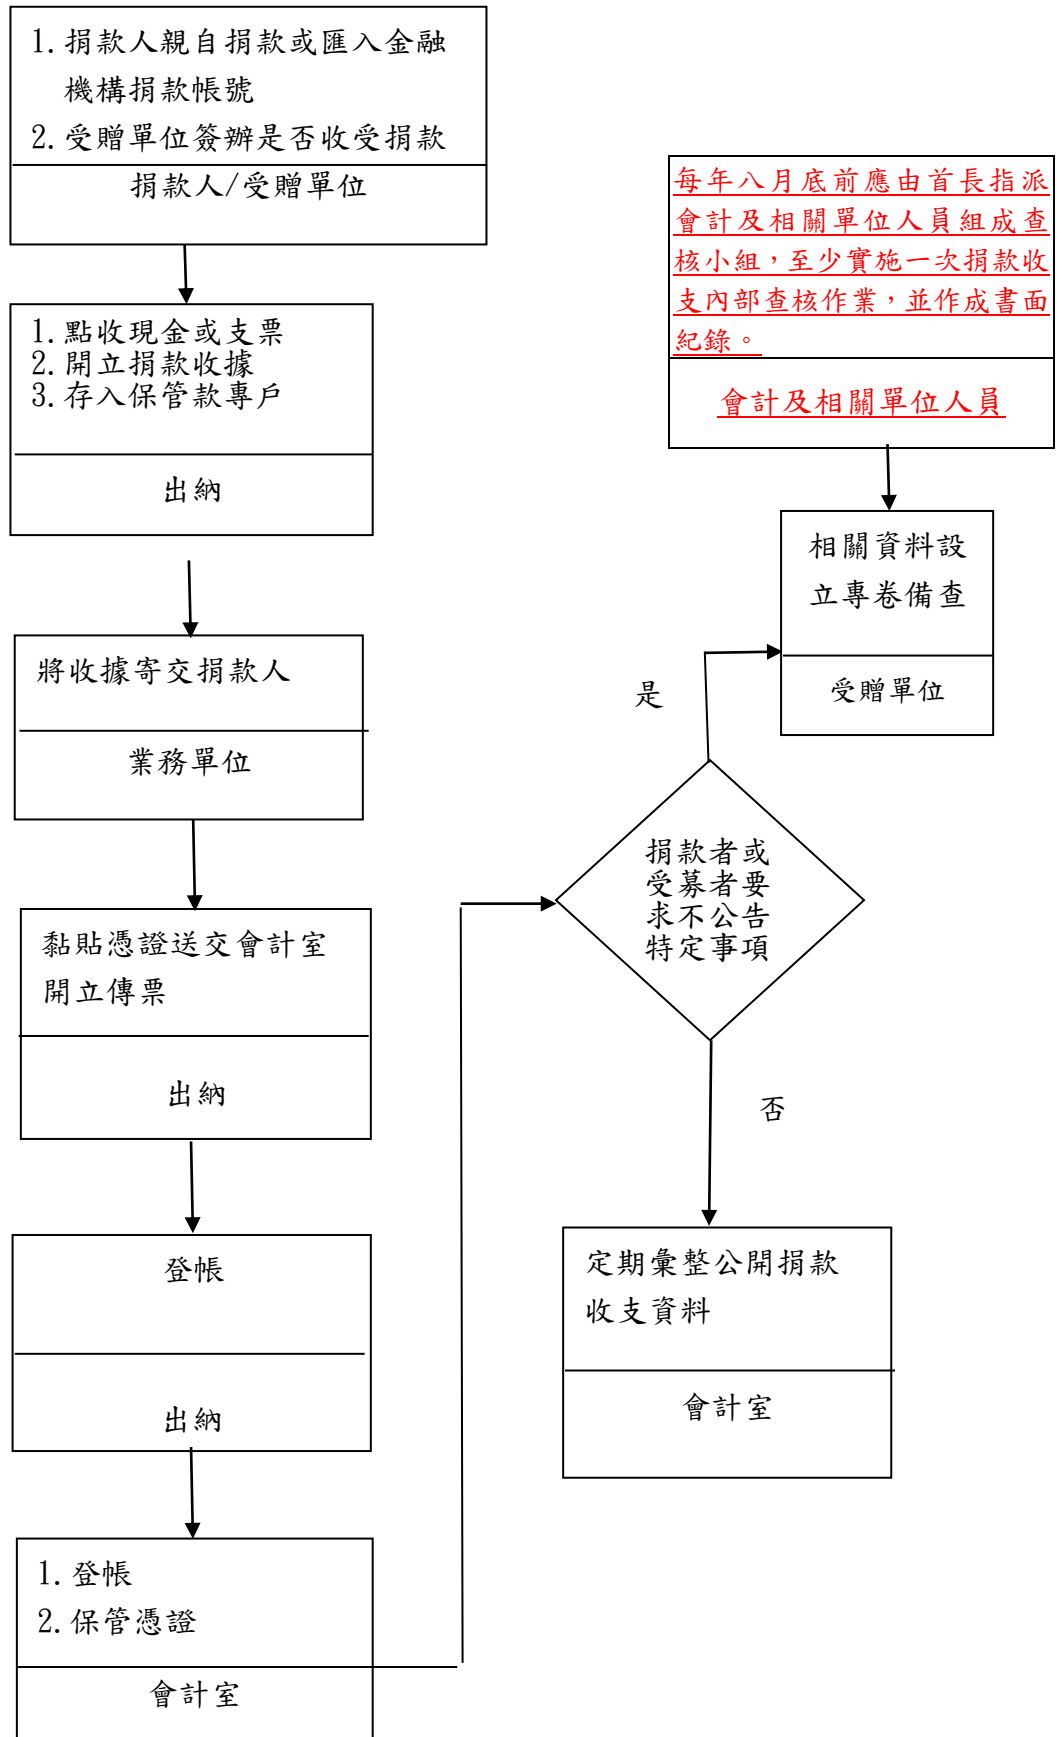 1.捐款人親自捐款或匯入金融
機構捐款帳號
2.受贈單位簽辦是否收受捐款
捐款人/受贈單位
1.點收現金或支票
2.開立捐款收據
3.存入保管款專戶
出納
將收據寄交捐款人
業務單位
黏貼憑證送交會計室
開立傳票
出納
登帳
出納
1.登帳
2.保管憑證
會計室
每年八月底前應由首長指派
會計及相關單位人員組成查
核小組，至少實施一次捐款收
支內部查核作業，並作成書面
紀錄。
會計及相關單位人員
相關資料設
立專卷備查
受贈單位
是
捐款者或
受募者要
求不公告
特定事項
否
定期彙整公開捐款
收支資料
會計室